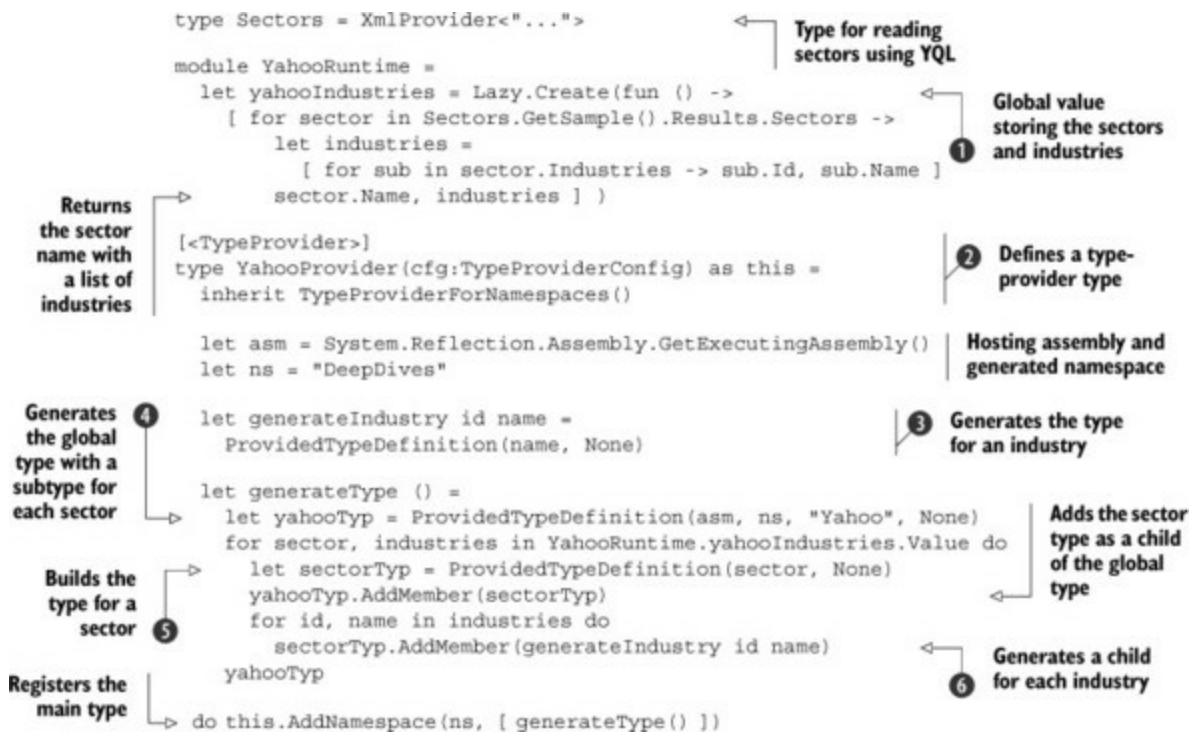 type Sectors = XmlProvider<"...">
Type for reading
sectors using YQL
module YahooRuntime =
let yahooIndustries = Lazy.Create(fun () ->
[ for sector in Sectors.GetSample().Results.Sectors ->
let industries =
[ for sub in sector.Industries -> sub.Id, sub.Name ]
sector.Name, industries ] )
Global value
storing the sectors
1 and industries
Returns
the sector
name with
a list of
industries
[<TypeProvider>]
type YahooProvider(cfg:TypeProviderConfig) as this =
inherit TypeProviderForNamespaces()
2 Defines a type-
provider type
let asm = System.Reflection.Assembly.GetExecutingAssembly()
let ns = "DeepDives"
Hosting assembly and
generated namespace
let generateIndustry id name =
ProvidedTypeDefinition(name, None)
3 Generates the type
for an industry
Generates 4
the global
type with a
subtype for
each sector
let generateType () =
let yahooTyp = ProvidedTypeDefinition(asm, ns, "Yahoo", None)
for sector, industries in YahooRuntime.yahooIndustries.Value do
let sectorTyp = ProvidedTypeDefinition(sector, None)
yahooTyp.AddMember(sectorTyp)
for id, name in industries do
sectorTyp.AddMember(generateIndustry id name)
yahooTyp
Adds the sector
type as a child
of the global
type
Builds the
type for a
sector 5
Generates a child
6 for each industry
Registers the
main type
do this.AddNamespace(ns, [ generateType() ])